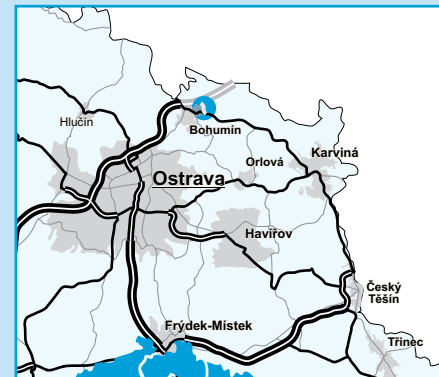 Hlučín
Bohumín
Orlová
Karviná
Ostrava
Havířov
Český
Těšín
Frýdek-Místek
Třinec